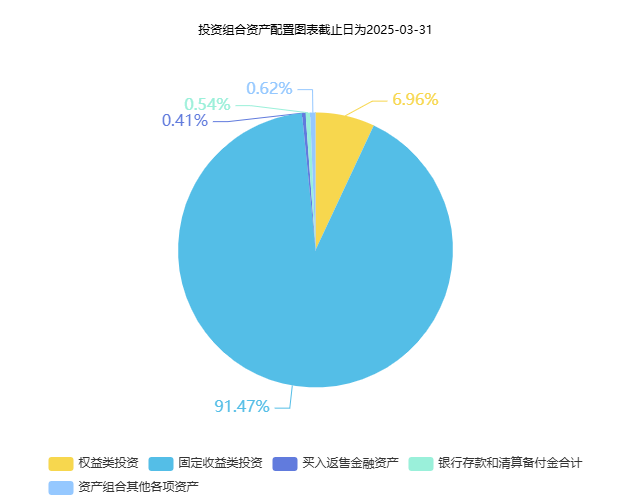 投资组合资产配置图表截止日为2025-03-31
0.62%
6.96%
0.54%
0.41%
91.47%
权益类投资 固定收益类投资 买入返售金融资产 银行存款和清算备付金合计
资产组合其他各项资产